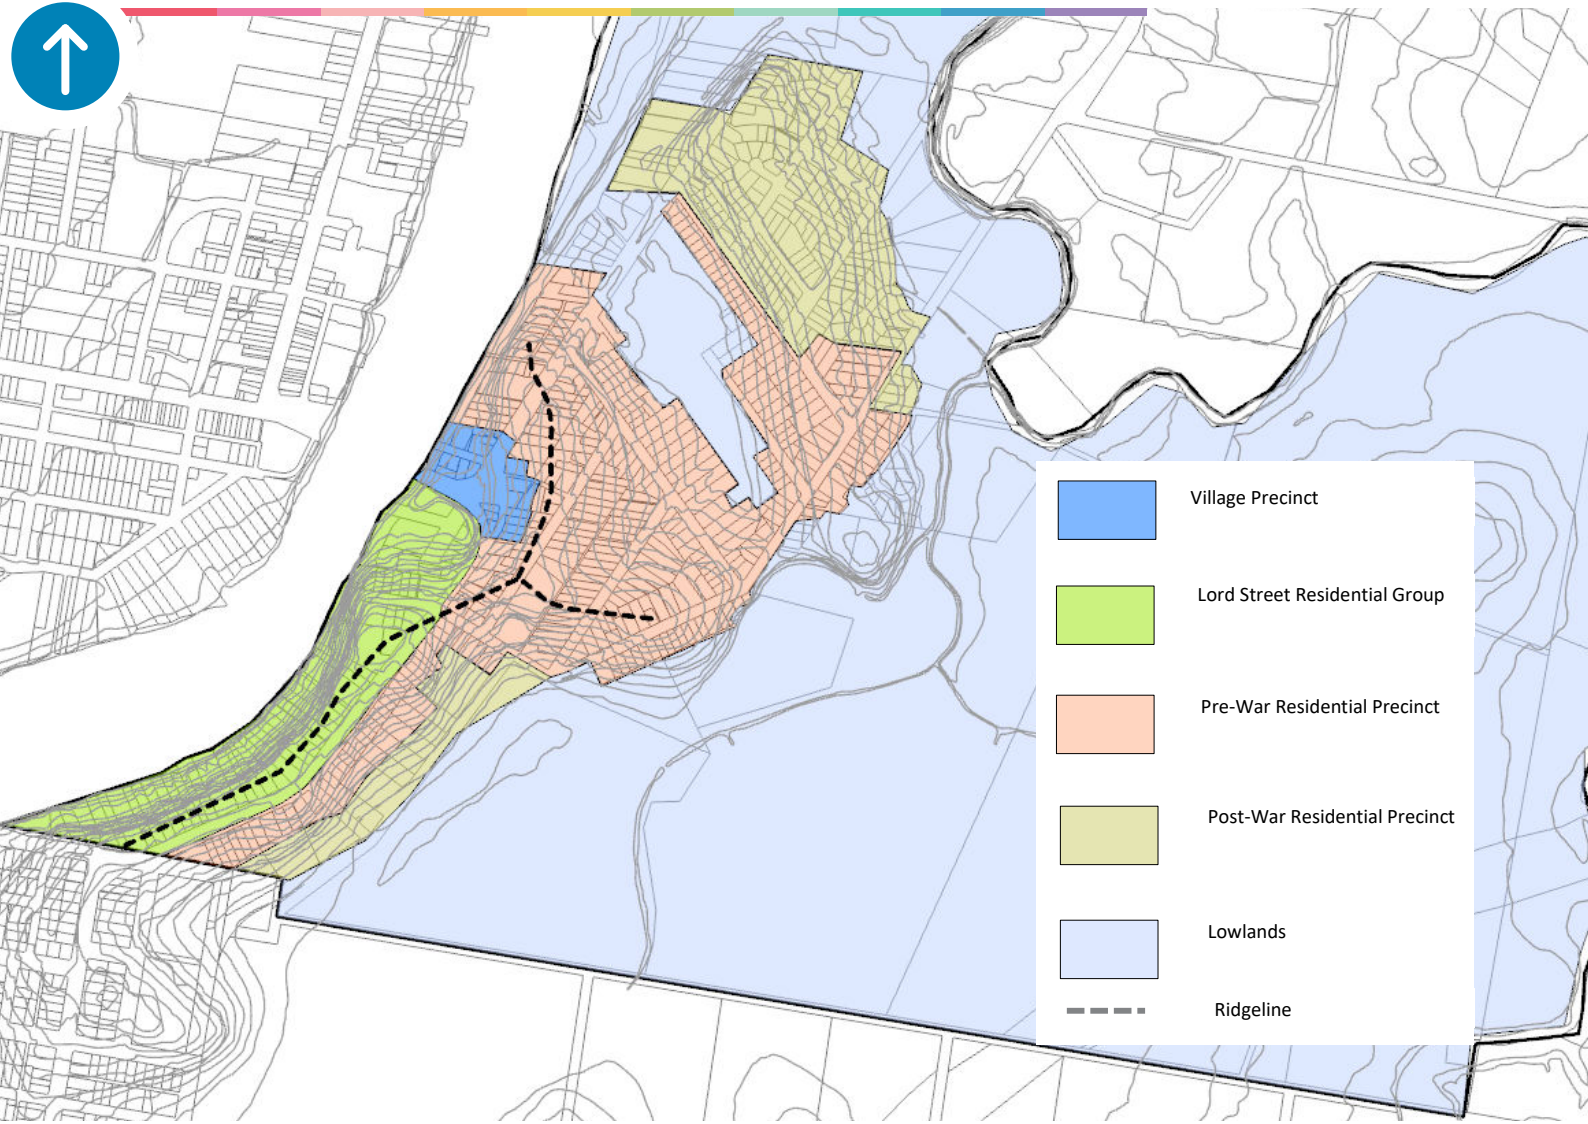 Village Precinct
Lord Street Residential Group
Pre-War Residential Precinct
Post-War Residential Precinct
Lowlands
Ridgeline